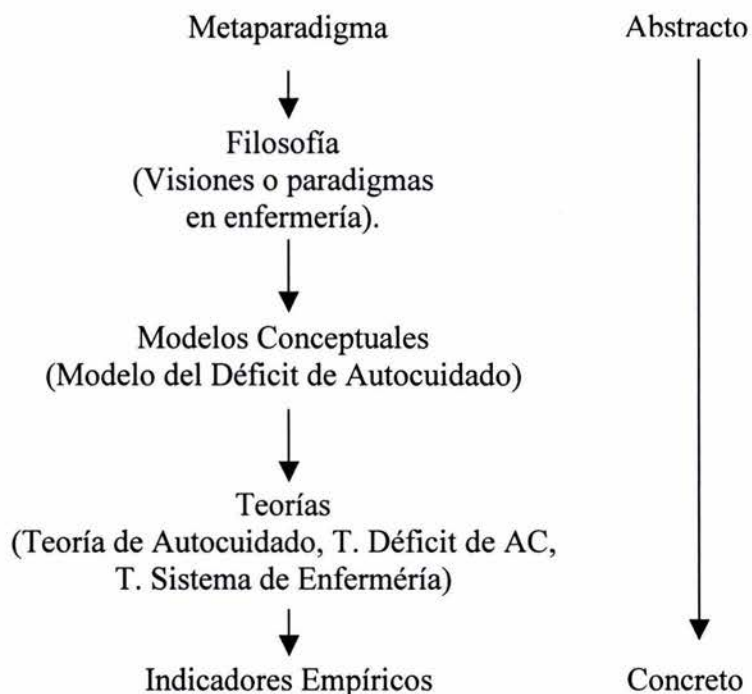 Metaparadigma
Abstracto
Filosofía
(Visiones o paradigmas
en enfermería).
Modelos Conceptuales
(Modelo del Déficit de Autocuidado)
Teorías
(Teoría de Autocuidado, T. Déficit de AC,
T. Sistema de Enferméría)
Indicadores Empíricos
Concreto